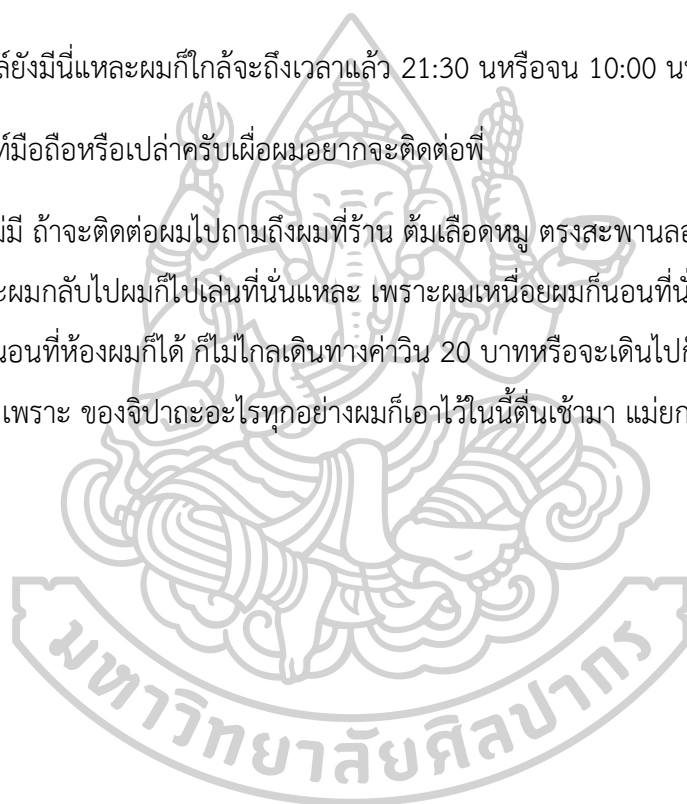 ล์ยังมีนี่แหละผมก็ใกล้จะถึงเวลาแล้ว 21:30 นหรือจน 10:00 น
ท์มือถือหรือเปล่าครับเผื่อผมอยากจะติดต่อพี่
ม่มี ถ้าจะติดต่อผมไปถามถึงผมที่ร้าน ต้มเลือดหมู ตรงสะพานลอ
ะผมกลับไปผมก็ไปเล่นที่นั่นแหละ เพราะผมเหนื่อยผมก็นอนที่นั่
นอนที่ห้องผมก็ได้ ก็ไม่ไกลเดินทางค่าวิน 20 บาทหรือจะเดินไปก็
เพราะ ของจิปาถะอะไรทุกอย่างผมก็เอาไว้ในนี้ตื่นเช้ามา แม่ยก
มหาวิทยาลัยศิลปากร